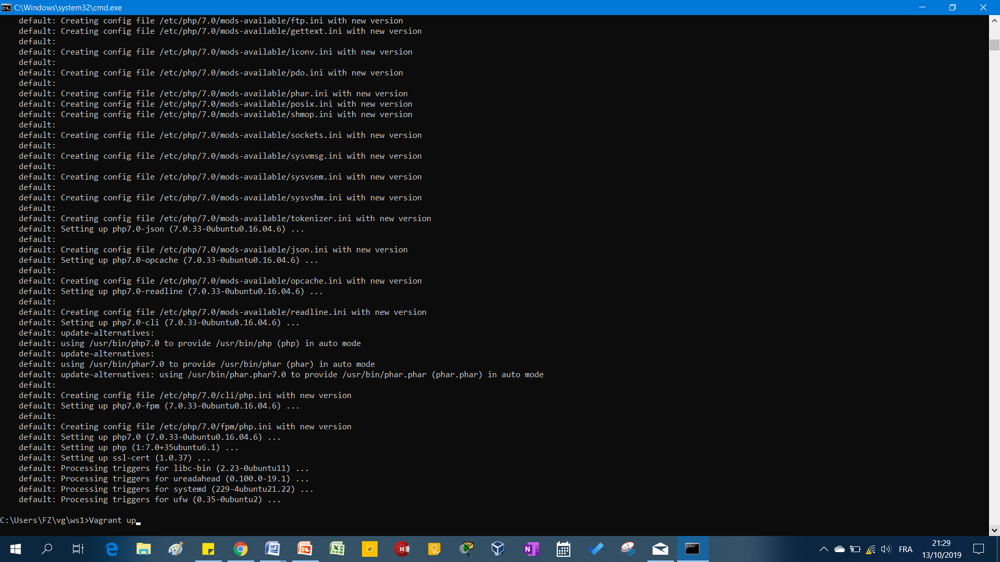 C:\Windows\system32\cmd.exe
default: Creating config file /etc/php/7.0/mods-available/ftp.ini with new version
default: Creating config file /etc/php/7.0/mods-available/gettext.ini with new version
default:
default: Creating config file /etc/php/7.0/mods-available/iconv.ini with new version
default:
default: Creating config file /etc/php/7.0/mods-available/pdo.ini with new version
default:
default: Creating config file /etc/php/7.0/mods-available/phar.ini with new version
default: Creating config file /etc/php/7.0/mods-available/posix.ini with new version
default: Creating config file /etc/php/7.0/mods-available/shmop.ini with new version
default:
default: Creating config file /etc/php/7.0/mods-available/sockets.ini with new version
default:
default: Creating config file /etc/php/7.0/mods-available/sysvmsg.ini with new version
default:
default: Creating config file /etc/php/7.0/mods-available/sysvsem.ini with new version
default:
default: Creating config file /etc/php/7.0/mods-available/sysvshm.ini with new version
default:
default: Creating config file /etc/php/7.0/mods-available/tokenizer.ini with new version
default: Setting up php7.0-json (7.0.33-0ubuntu0.16.04.6) ...
default:
default: Creating config file /etc/php/7.0/mods-available/json.ini with new version
default: Setting up php7.0-opcache (7.0.33-0ubuntu0.16.04.6) ...
default:
default: Creating config file /etc/php/7.0/mods-available/opcache.ini with new version
default: Setting up php7.0-readline (7.0.33-0ubuntu0.16.04.6) ...
default:
default: Creating config file /etc/php/7.0/mods-available/readline.ini with new version
default: Setting up php7.0-cli (7.0.33-0ubuntu0.16.04.6) ...
default: update-alternatives:
default: using /usr/bin/php7.0 to provide /usr/bin/php (php) in auto mode
default: update-alternatives:
default: using /usr/bin/phar7.0 to provide /usr/bin/phar (phar) in auto mode
default: update-alternatives: using /usr/bin/phar.phar7.0 to provide /usr/bin/phar.phar (phar.phar) in auto mode
default:
default: Creating config file /etc/php/7.0/cli/php.ini with new version
default: Setting up php7.0-fpm (7.0.33-0ubuntu0.16.04.6) ...
default:
default: Creating config file /etc/php/7.0/fpm/php.ini with new version
default: Setting up php7.0 (7.0.33-0ubuntu0.16.04.6) ...
default: Setting up php (1:7.0+35ubuntu6.1) ...
default: Setting up ssl-cert (1.0.37) ...
default: Processing triggers for libc-bin (2.23-0ubuntu11) ...
default: Processing triggers for ureadahead (0.100.0-19.1) ...
default: Processing triggers for systemd (229-4ubuntu21.22) ...
default: Processing triggers for ufw (0.35-0ubuntu2) ...
C:\Users\FZ\vg\ws1>Vagrant up
FRA
21:29
13/10/2019